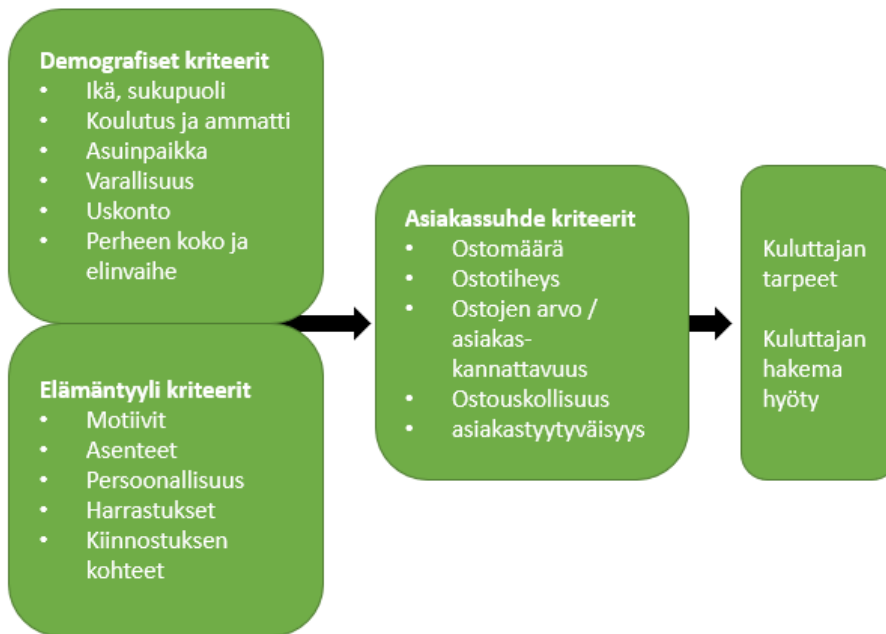 Demografiset kriteerit
• Ikä, sukupuoli
• Koulutus ja ammatti
• Asuinpaikka
• Varallisuus
• Uskonto
• Perheen koko ja
elinvaihe
Elämäntyyli kriteerit
• Motiivit
• Asenteet
• Persoonallisuus
• Harrastukset
• Kiinnostuksen
kohteet
Asiakassuhde kriteerit
• Ostomäärä
• Ostotiheys
• Ostojen arvo /
asiakas-
kannattavuus
• Ostouskollisuus
• asiakastyytyväisyys
Kuluttajan
tarpeet
Kuluttajan
hakema
hyöty